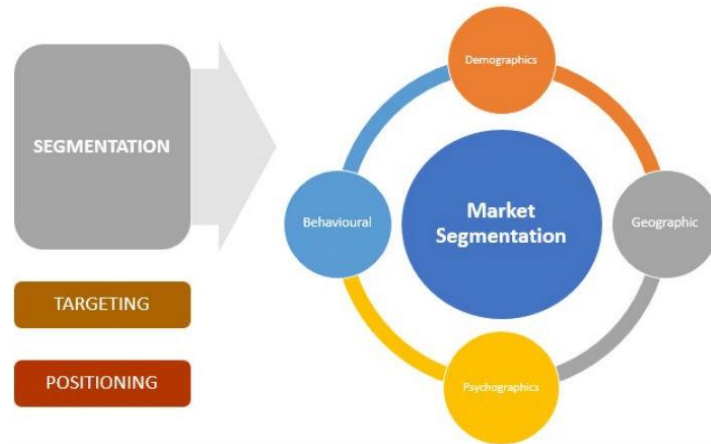 SEGMENTATION
TARGETING
POSITIONING
Demographics
Behavioural
Market
Segmentation
Geographic
Psychographics